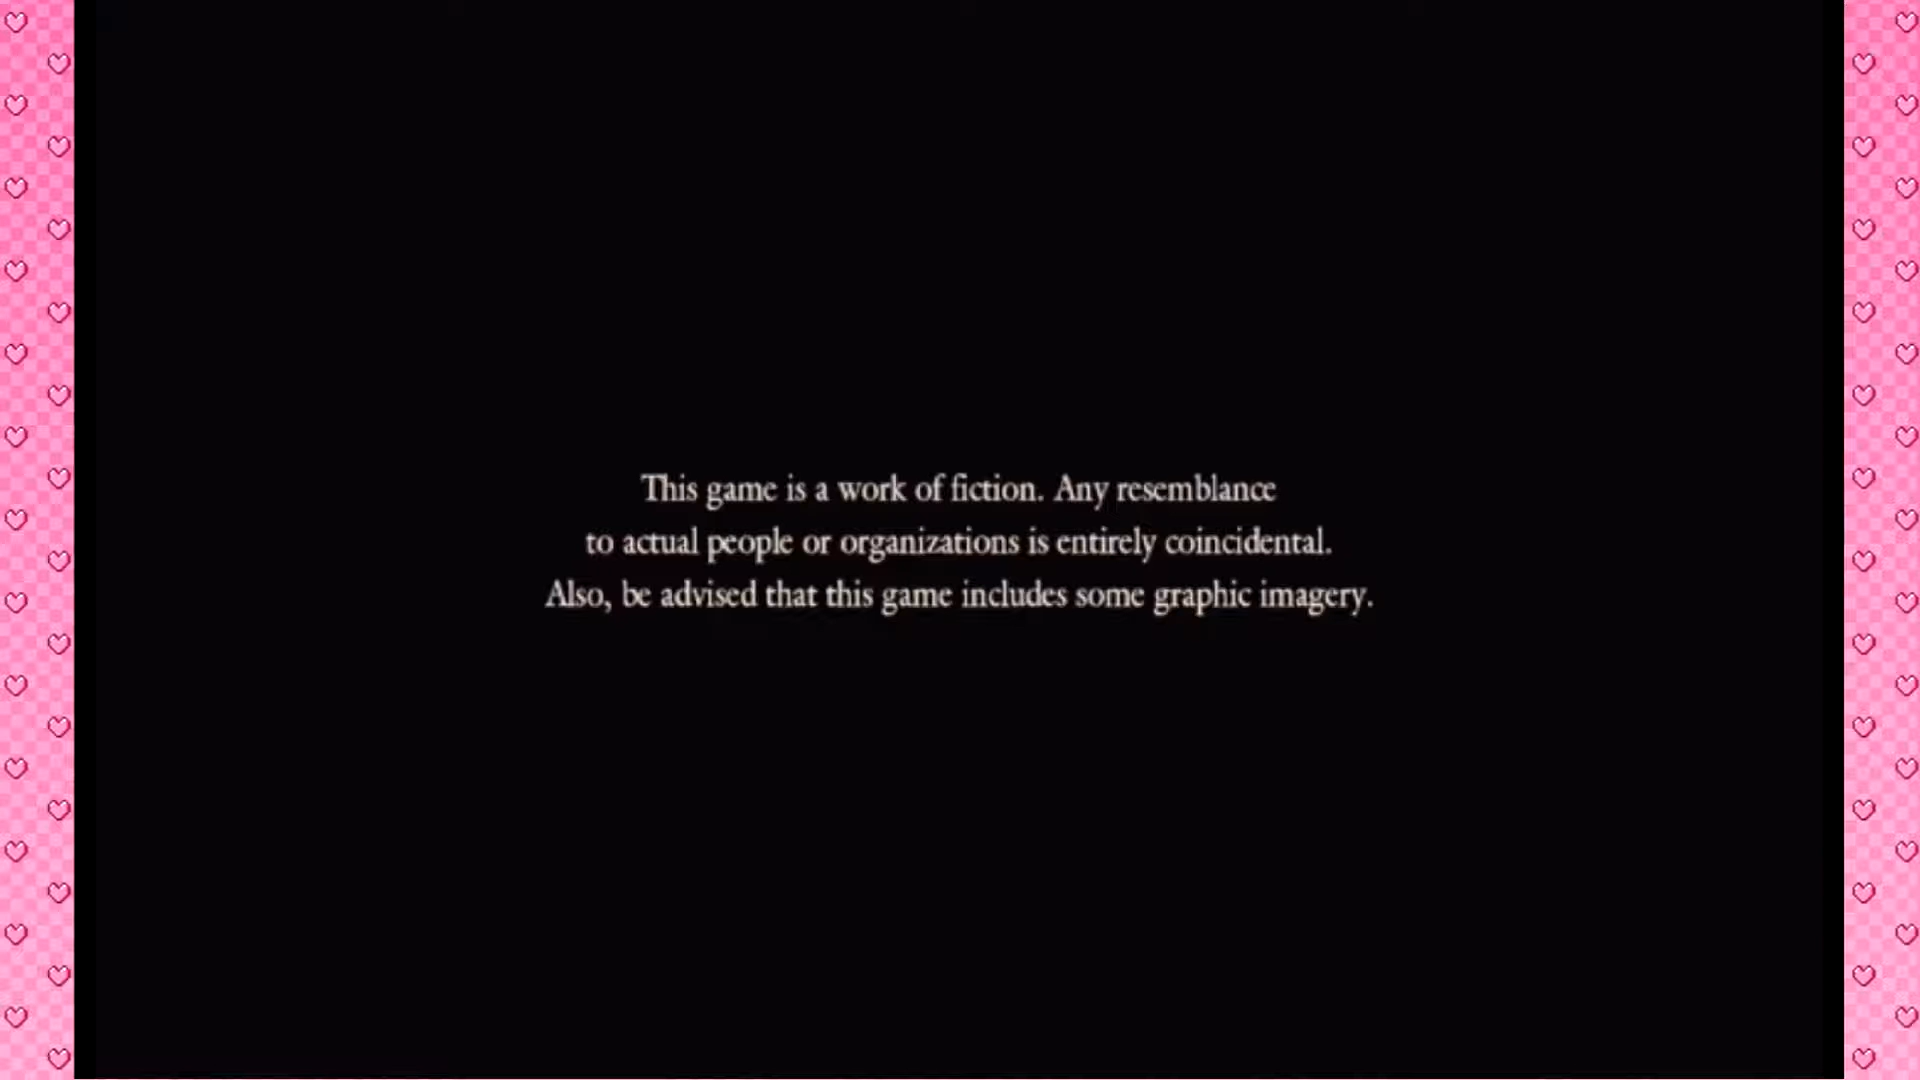 This game is a work of fiction. Any resemblance
to actual people or organizations is entirely coincidental.
Also, be advised that this game includes some graphic imagery.